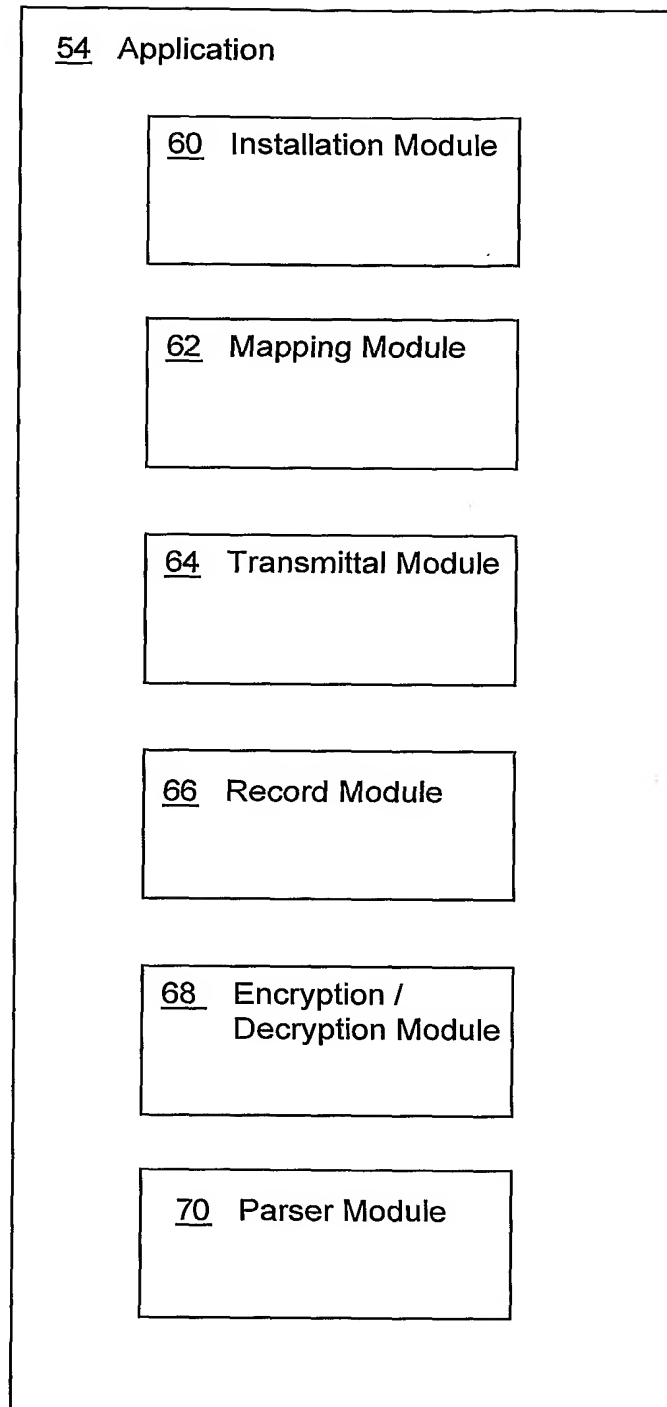 54 Application
60 Installation Module
62 Mapping Module
64 Transmittal Module
66 Record Module
68 Encryption /
Decryption Module
70 Parser Module